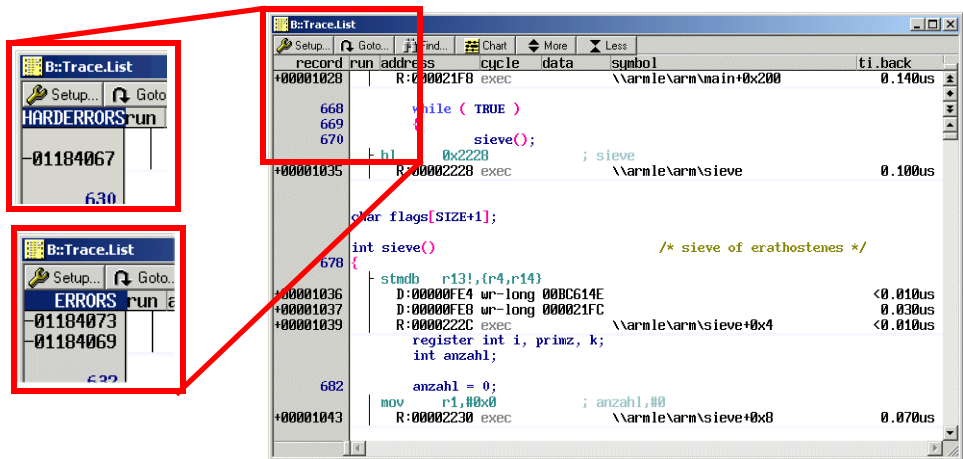 B::Trace.List
Setup... Goto
HARDERRORS run
-01184067
630
B::Trace.List
Setup... Goto..
ERRORS run a
-01184073
-01184069
632
B::Trace.List
Setup... Goto... Find... Chart More Less
record run address cycle data symbol ti.back
+00001028 R:000021F8 exec \\armle\arm\main+0x200 0.140us
668 while ( TRUE )
669 {
670 sieve();
bl 0x2228 ; sieve
+00001035 R:00002228 exec \\armle\arm\sieve 0.100us
char flags[SIZE+1];
int sieve() /* sieve of erathostenes */
678 {
stmdb r13!,{r4,r14}
+00001036 D:00000FE4 wr-long 00BC614E <0.010us
+00001037 D:00000FE8 wr-long 000021FC 0.030us
+00001039 R:0000222C exec \\armle\arm\sieve+0x4 <0.010us
register int i, primz, k;
int anzahl;
682 anzahl = 0;
mov r1,#0x0 ; anzahl,#0
+00001043 R:00002230 exec \\armle\arm\sieve+0x8 0.070us